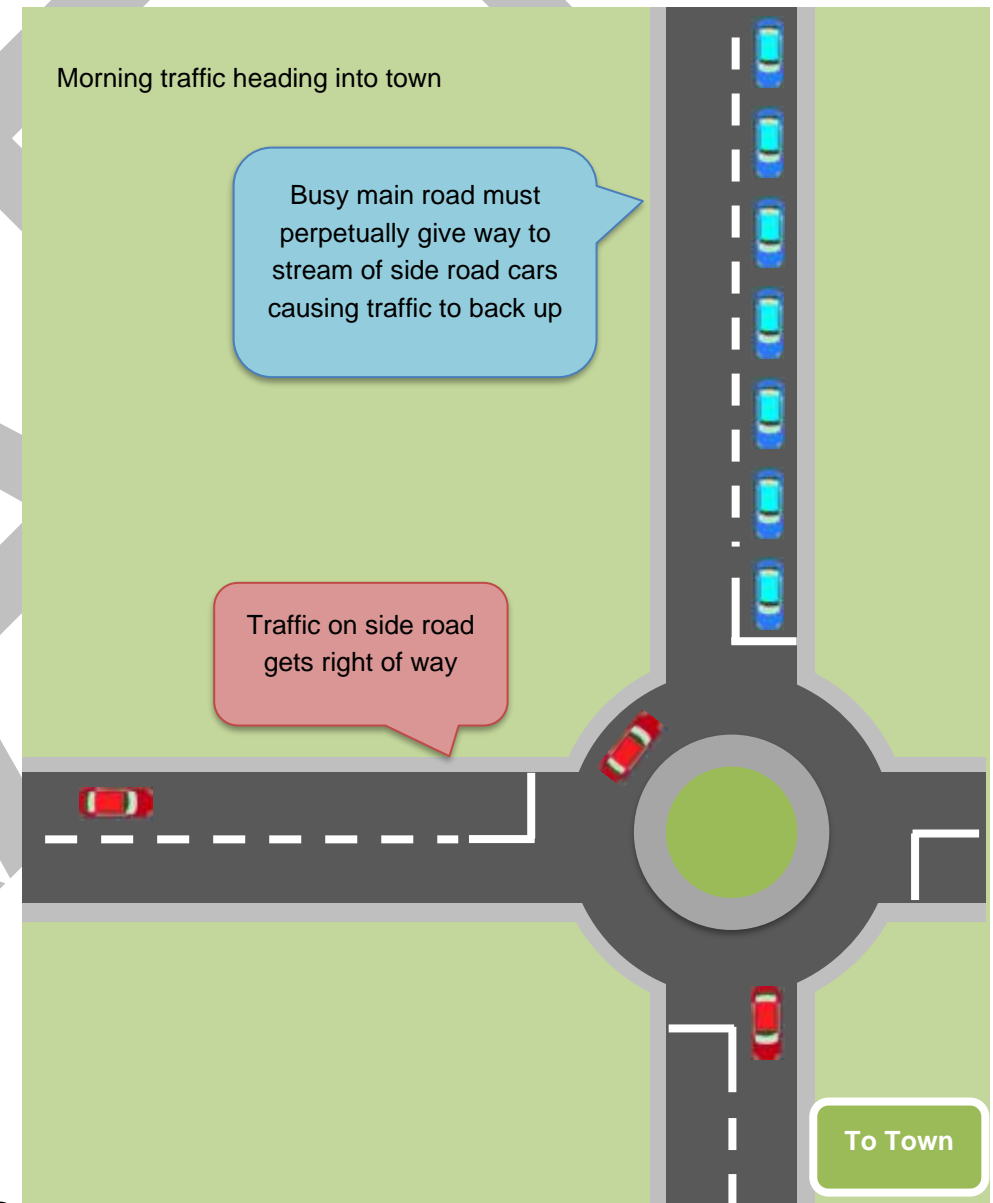 Morning traffic heading into town
Busy main road must
perpetually give way to
stream of side road cars
causing traffic to back up
Traffic on side road
gets right of way
To Town